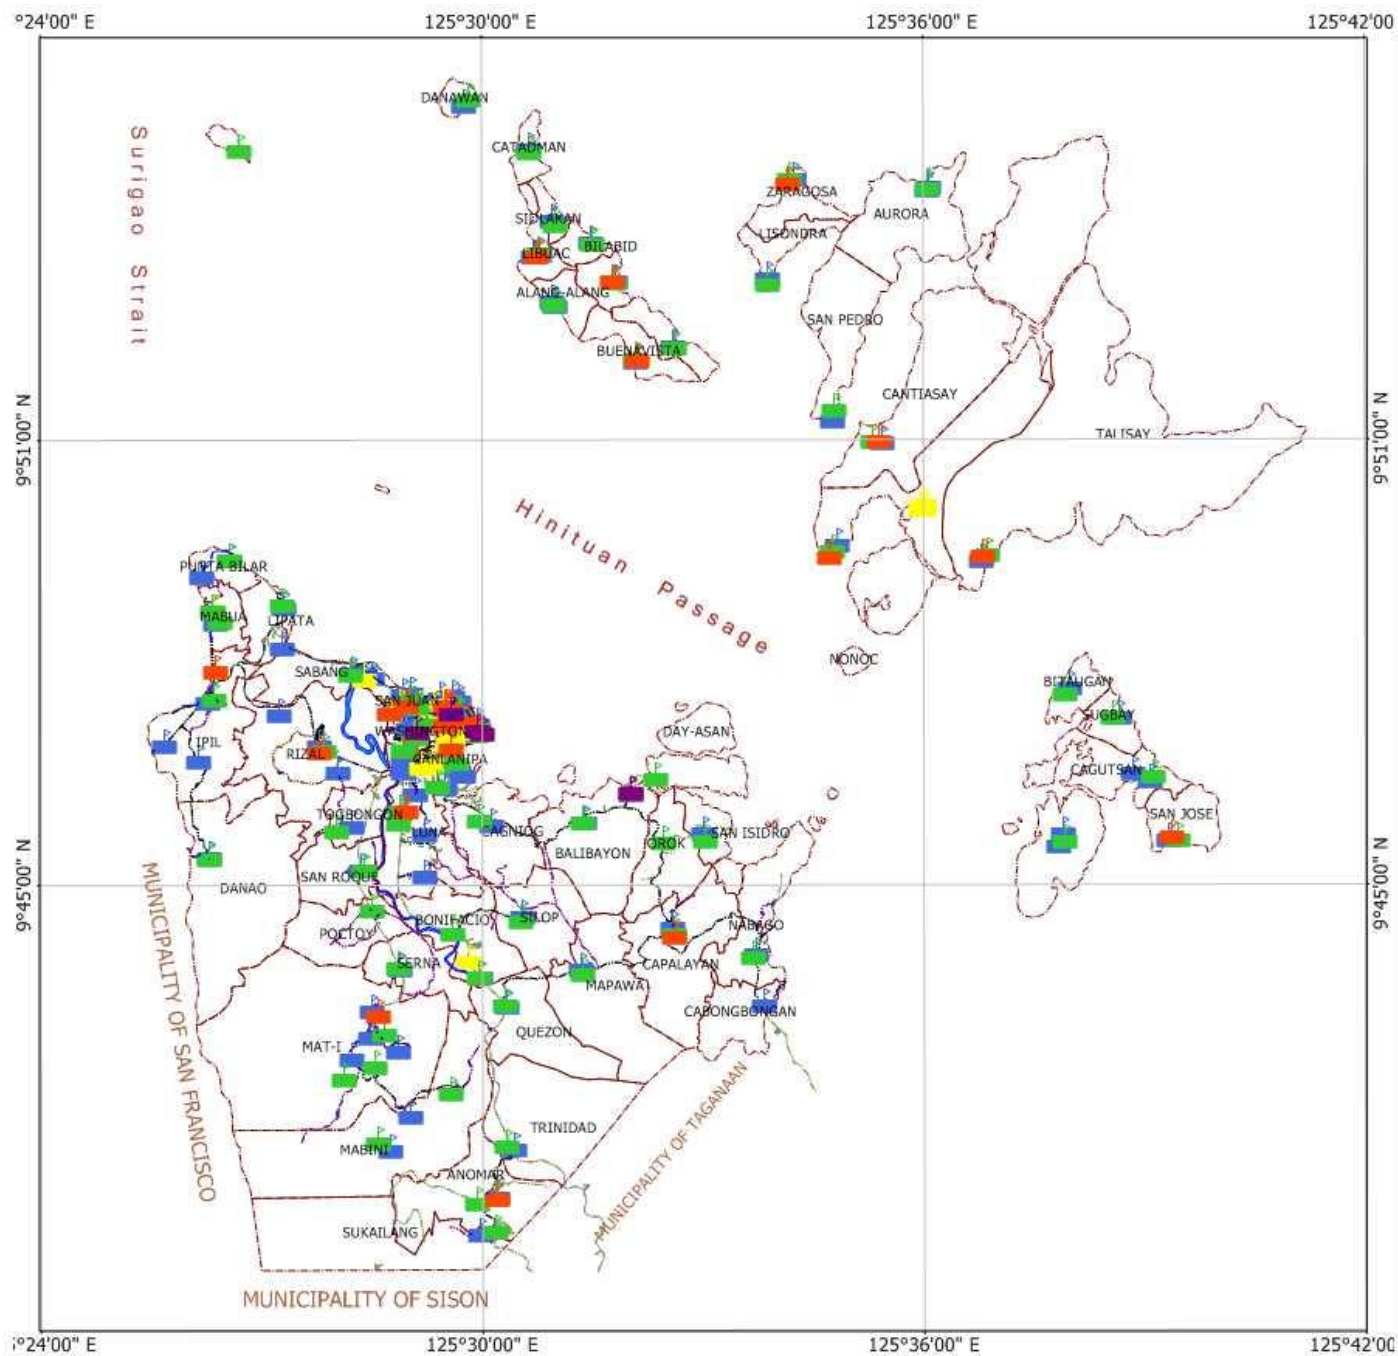 °24'00" E
125°30'00" E
125°36'00" E
125°42'00
DANAWAN
CATADMAN
Surigao Strait
ZARAGOSA
AURORA
SIDLAKAN
LISONDRA
BILABID
LIBUAC
ALANG-ALANG
SAN PEDRO
BUENAVISTA
CANTIASAY
TALISAY
9°51'00" N
9°51'00" N
Hinituan Passage
PUNTA BILAR
MABUA
LIPATA
NONOC
SABANG
BITAUGAN
SAN JUAN
SUGBAY
WASHINGTON
DAY-ASAN
IPIL
RIZAL
CANLANIPA
CAGUTSAN
TOGBONGON
LUNA
CAGNIOG
SAN ISIDRO
SAN JOSE
OROK
BALIBAYON
SAN ROQUE
DANAO
9°45'00" N
9°45'00" N
BONIFACIO
SILOP
NABAGO
POCTOY
SERNA
CAPALAYAN
MAPAWA
CABONGBONGAN
QUEZON
MAT-I
MUNICIPALITY OF SAN FRANCISCO
TRINIDAD
MUNICIPALITY OF TAGANAAN
MABINI
ANOMAR
SUKAILANG
MUNICIPALITY OF SISON
5°24'00" E
125°30'00" E
125°36'00" E
125°42'00